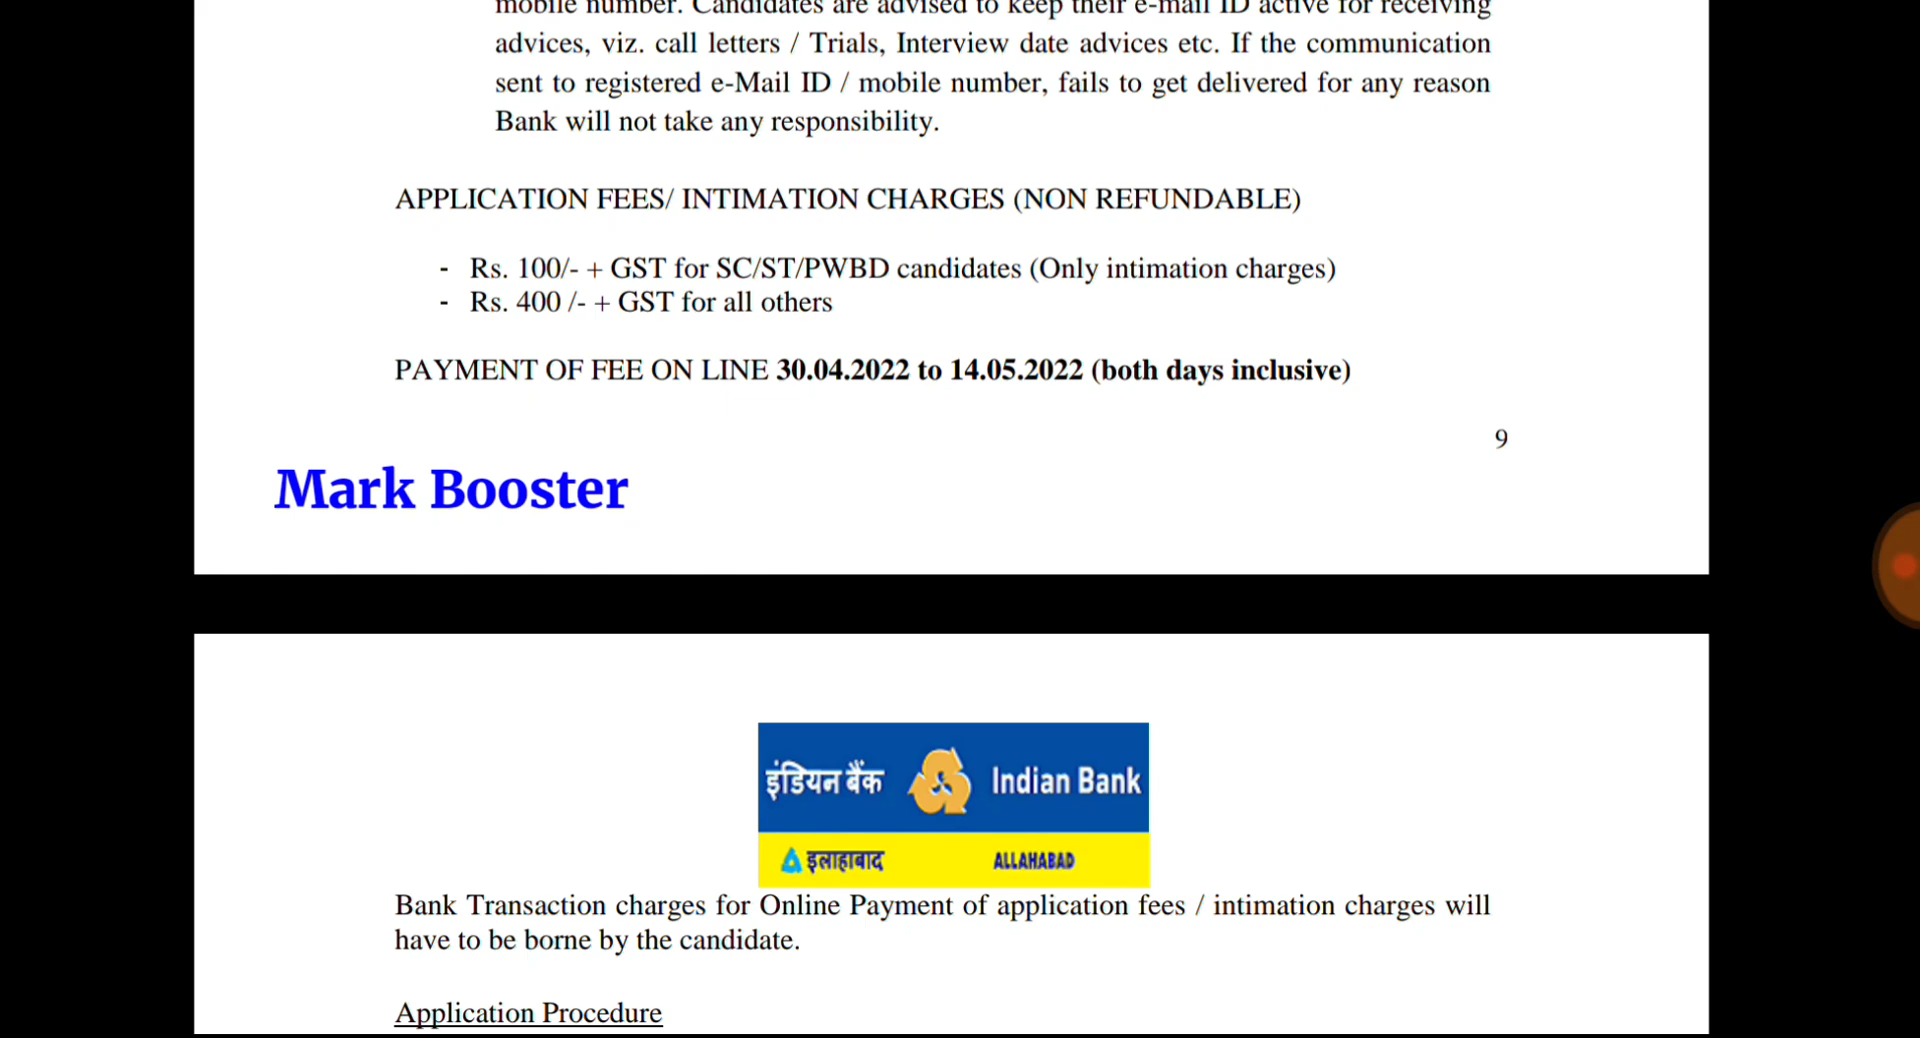 mobile number. Candidates are advised to keep their e-mail ID active for receiving
advices, viz. call letters / Trials, Interview date advices etc. If the communication
sent to registered e-Mail ID / mobile number, fails to get delivered for any reason
Bank will not take any responsibility.
APPLICATION FEES/ INTIMATION CHARGES (NON REFUNDABLE)
- Rs. 100/- + GST for SC/ST/PWBD candidates (Only intimation charges)
- Rs. 400 /- + GST for all others
PAYMENT OF FEE ON LINE 30.04.2022 to 14.05.2022 (both days inclusive)
9
Mark Booster
इंडियन बैंक Indian Bank
इलाहाबाद ALLAHABAD
Bank Transaction charges for Online Payment of application fees / intimation charges will
have to be borne by the candidate.
Application Procedure